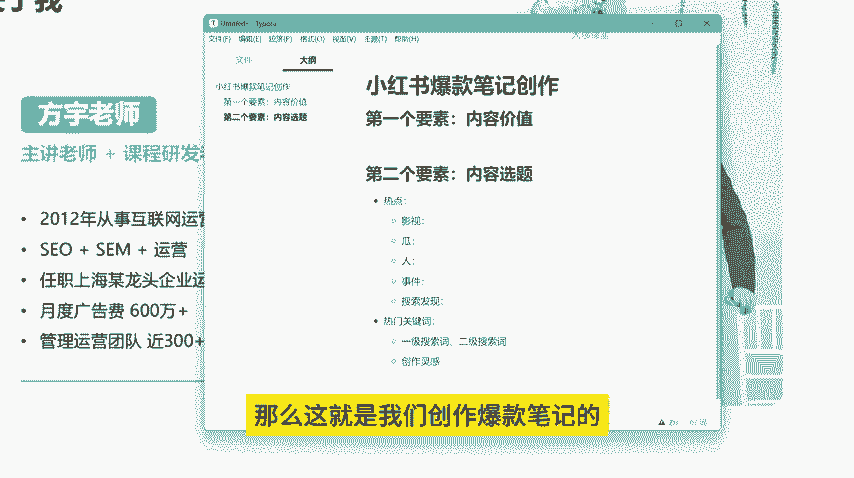 于我
Untitled - Typora
文件(F) 编辑(E) 段落(P) 格式(O) 视图(V) 主题(T) 帮助(H)
文件
大纲
小红书爆款笔记创作
第一个要素：内容价值
第二个要素：内容选题
小红书爆款笔记创作
第一个要素：内容价值
第二个要素：内容选题
热点：
影视：
瓜：
人：
事件：
搜索发现：
热门关键词：
一级搜索词、二级搜索词
创作灵感
方宇老师
主讲老师 + 课程研发
2012年从事互联网运营
SEO + SEM + 运营
任职上海某龙头企业运
月度广告费 600万+
管理运营团队 近300+
那么这就是我们创作爆款笔记的